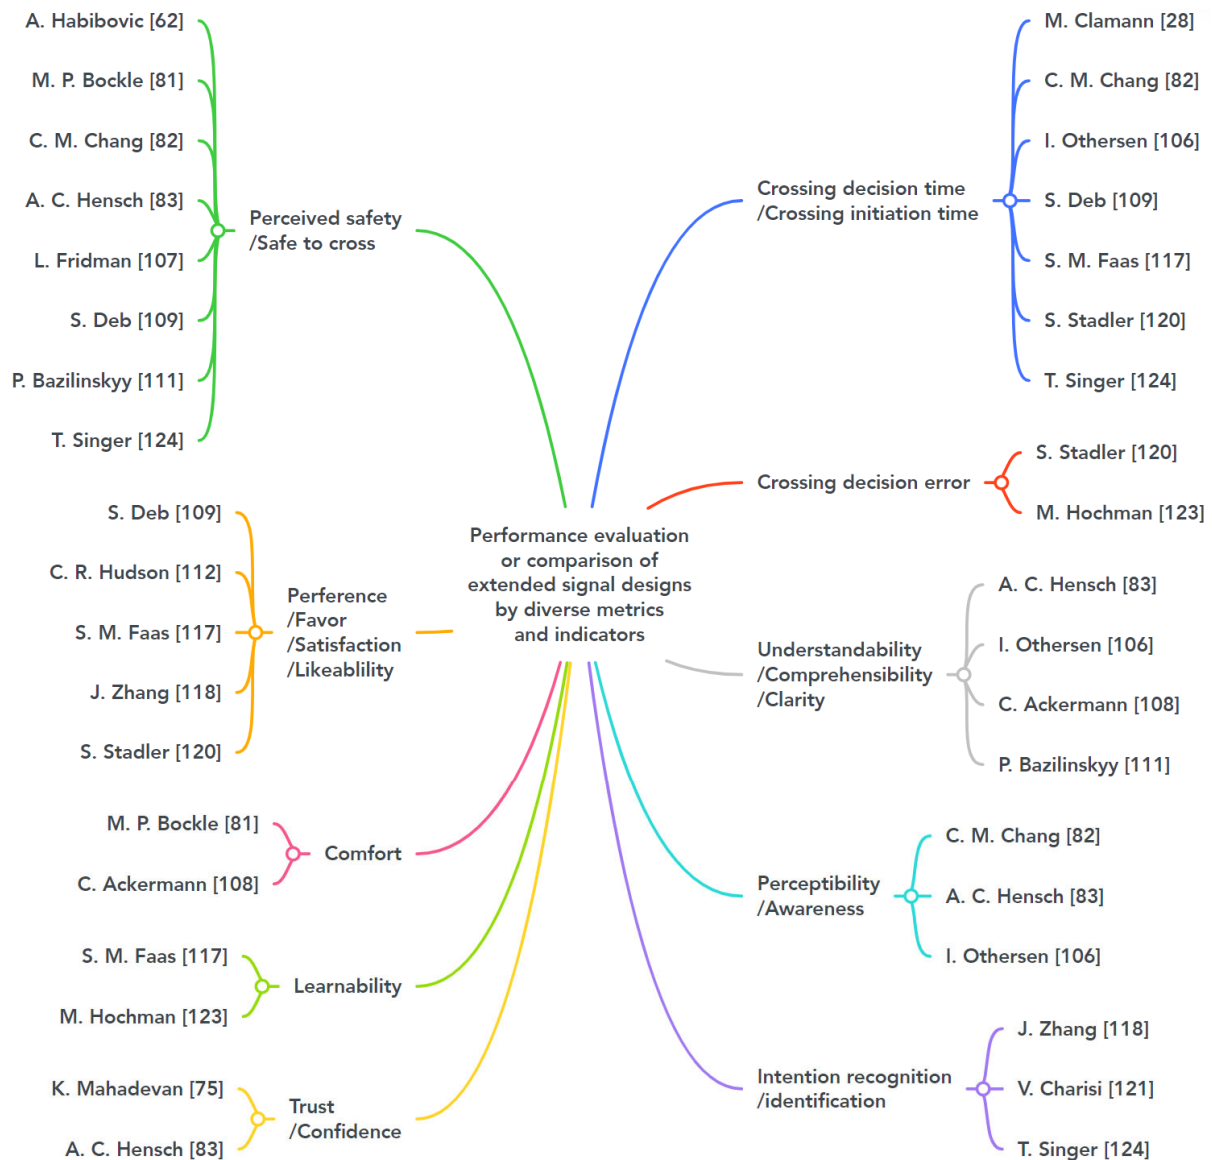 A. Habibovic [62]
M. P. Bockle [81]
C. M. Chang [82]
A. C. Hensch [83]
L. Fridman [107]
S. Deb [109]
P. Bazilinskyy [111]
T. Singer [124]
Perceived safety
/Safe to cross
S. Deb [109]
C. R. Hudson [112]
S. M. Faas [117]
J. Zhang [118]
S. Stadler [120]
Perference
/Favor
/Satisfaction
/Likeablility
M. P. Bockle [81]
C. Ackermann [108]
Comfort
S. M. Faas [117]
M. Hochman [123]
Learnability
K. Mahadevan [75]
A. C. Hensch [83]
Trust
/Confidence
Performance evaluation
or comparison of
extended signal designs
by diverse metrics
and indicators
Crossing decision time
/Crossing initiation time
M. Clamann [28]
C. M. Chang [82]
I. Othersen [106]
S. Deb [109]
S. M. Faas [117]
S. Stadler [120]
T. Singer [124]
Crossing decision error
S. Stadler [120]
M. Hochman [123]
Understandability
/Comprehensibility
/Clarity
A. C. Hensch [83]
I. Othersen [106]
C. Ackermann [108]
P. Bazilinskyy [111]
Perceptibility
/Awareness
C. M. Chang [82]
A. C. Hensch [83]
I. Othersen [106]
Intention recognition
/identification
J. Zhang [118]
V. Charisi [121]
T. Singer [124]